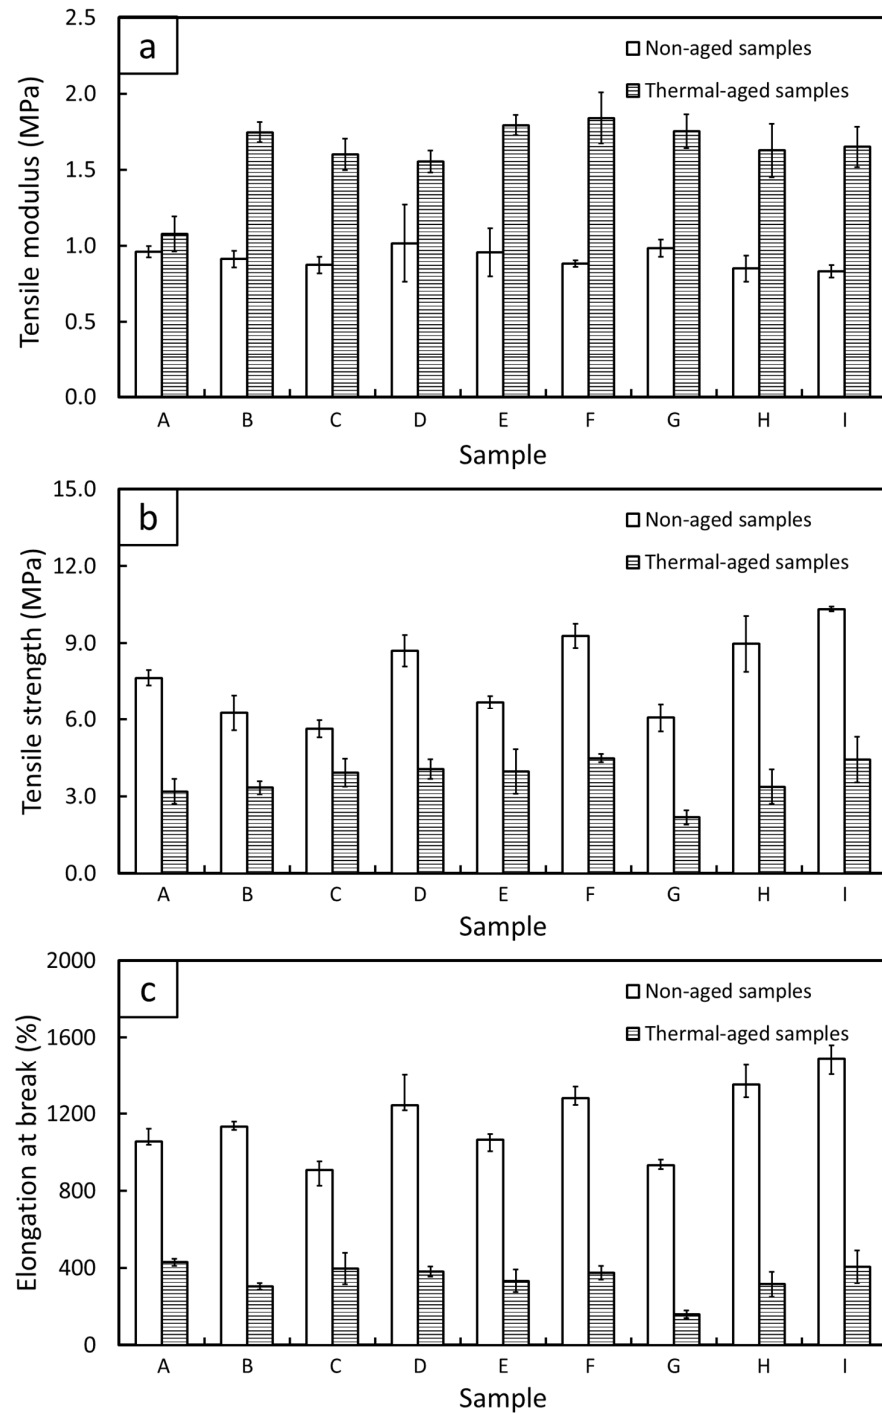 a
Non-aged samples
Thermal-aged samples
Tensile modulus (MPa)
2.5
2.0
1.5
1.0
0.5
0.0
A B C D E F G H I
Sample
b
Non-aged samples
Thermal-aged samples
Tensile strength (MPa)
15.0
12.0
9.0
6.0
3.0
0.0
A B C D E F G H I
Sample
c
Non-aged samples
Thermal-aged samples
Elongation at break (%)
2000
1600
1200
800
400
0
A B C D E F G H I
Sample